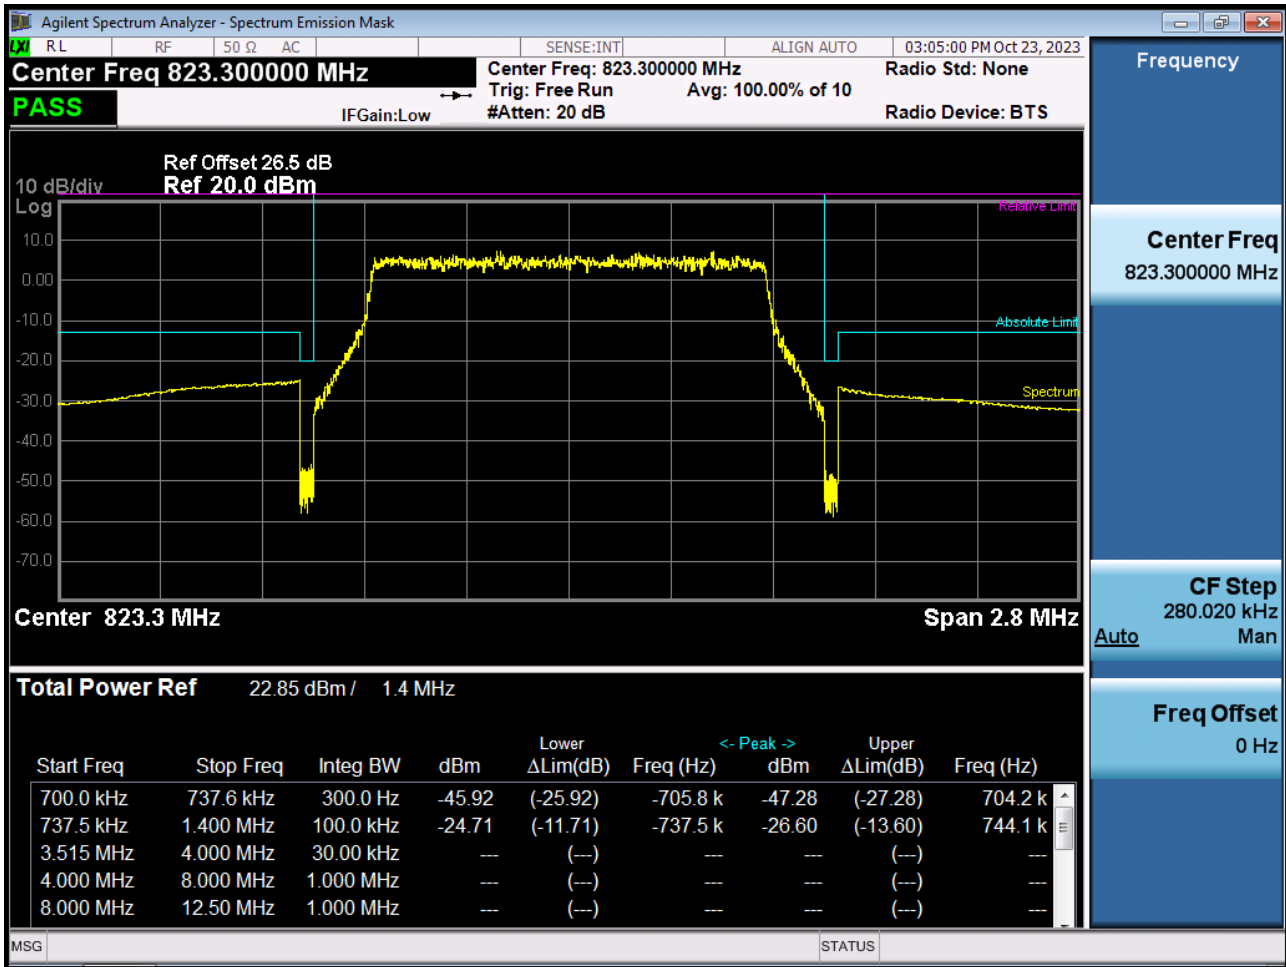 Agilent Spectrum Analyzer - Spectrum Emission Mask
LXI RL RF 50 Ω AC SENSE:INT ALIGN AUTO 03:05:00 PM Oct 23, 2023
Center Freq 823.300000 MHz
Center Freq: 823.300000 MHz Radio Std: None
Trig: Free Run Avg: 100.00% of 10
PASS
IFGain:Low #Atten: 20 dB Radio Device: BTS
Ref Offset 26.5 dB
10 dB/div Ref 20.0 dBm
Log
Relative Limit
10.0
0.00
-10.0
Absolute Limit
-20.0
Spectrum
-30.0
-40.0
-50.0
-60.0
-70.0
Center 823.3 MHz Span 2.8 MHz
Total Power Ref 22.85 dBm / 1.4 MHz
Lower <- Peak -> Upper
Start Freq Stop Freq Integ BW dBm ΔLim(dB) Freq (Hz) dBm ΔLim(dB) Freq (Hz)
700.0 kHz 737.6 kHz 300.0 Hz -45.92 (-25.92) -705.8 k -47.28 (-27.28) 704.2 k
737.5 kHz 1.400 MHz 100.0 kHz -24.71 (-11.71) -737.5 k -26.60 (-13.60) 744.1 k
3.515 MHz 4.000 MHz 30.00 kHz --- (---) --- --- (---) ---
4.000 MHz 8.000 MHz 1.000 MHz --- (---) --- --- (---) ---
8.000 MHz 12.50 MHz 1.000 MHz --- (---) --- --- (---) ---
MSG STATUS
Frequency
Center Freq
823.300000 MHz
CF Step
280.020 kHz
Auto Man
Freq Offset
0 Hz